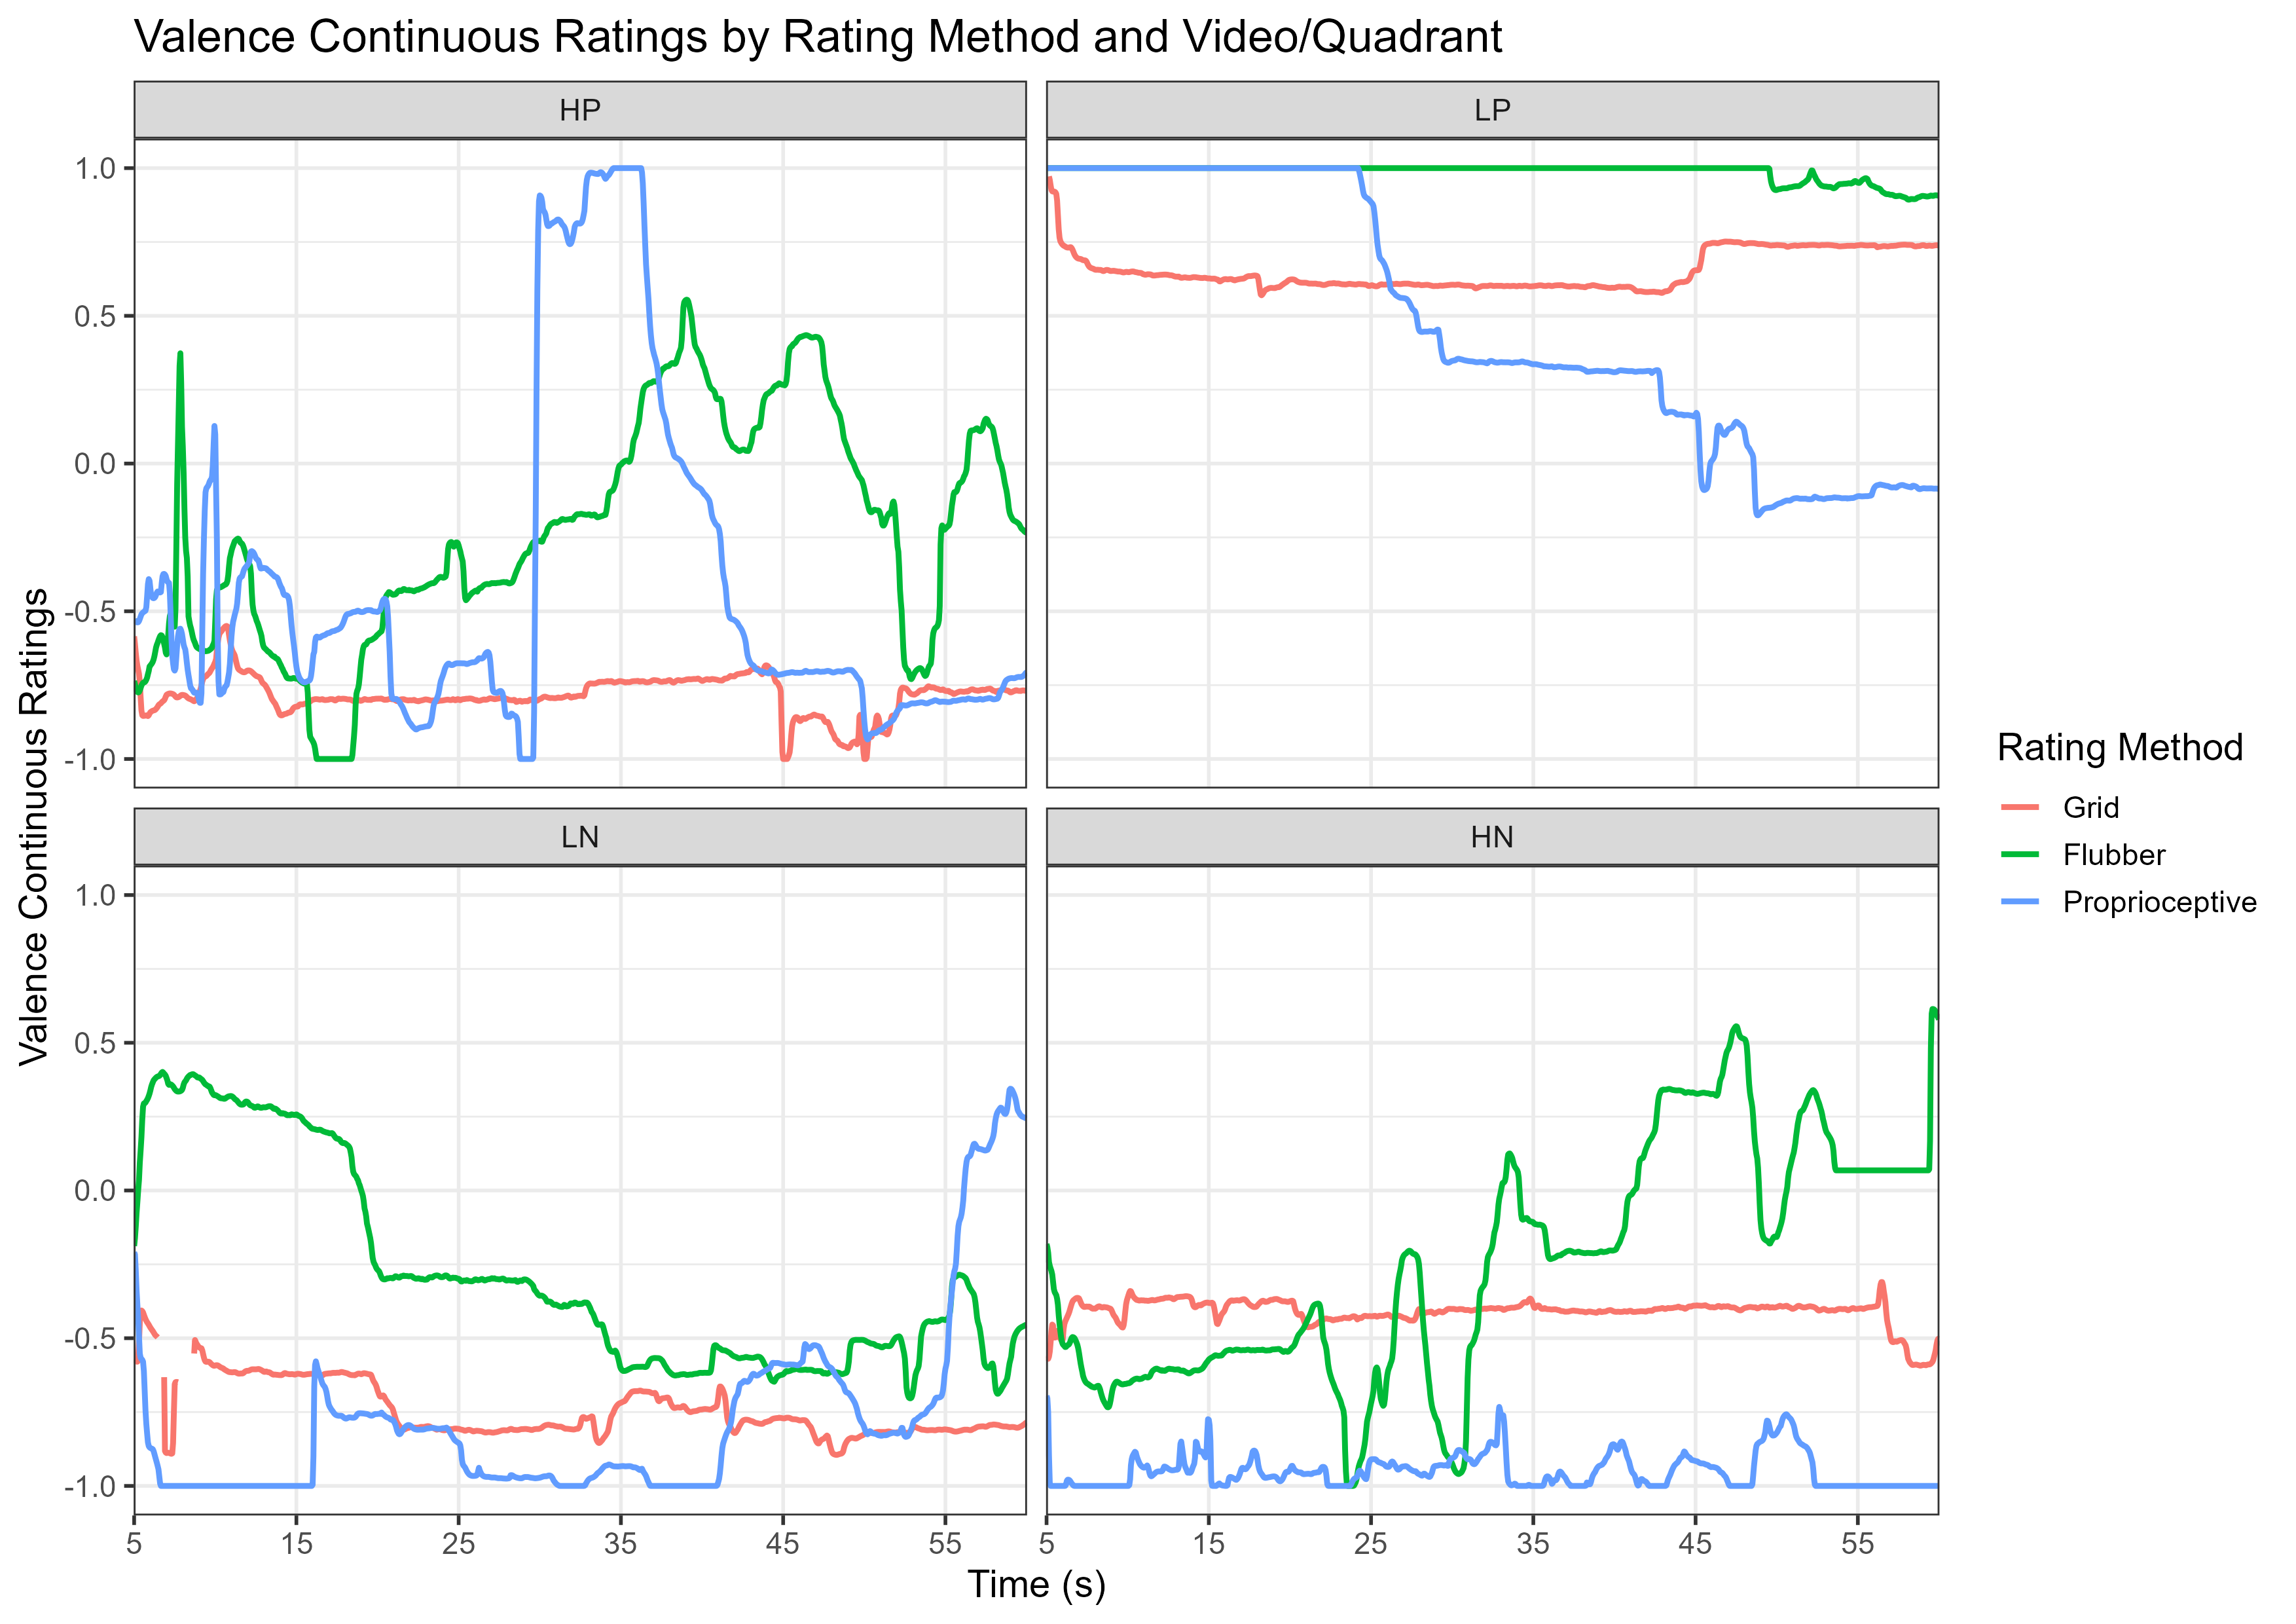 Valence Continuous Ratings by Rating Method and Video/Quadrant
HP
LP
1.0
0.5
0.0
-0.5
-1.0
LN
HN
1.0
0.5
0.0
-0.5
-1.0
5 15 25 35 45 55
5 15 25 35 45 55
Time (s)
Valence Continuous Ratings
Rating Method
Grid
Flubber
Proprioceptive